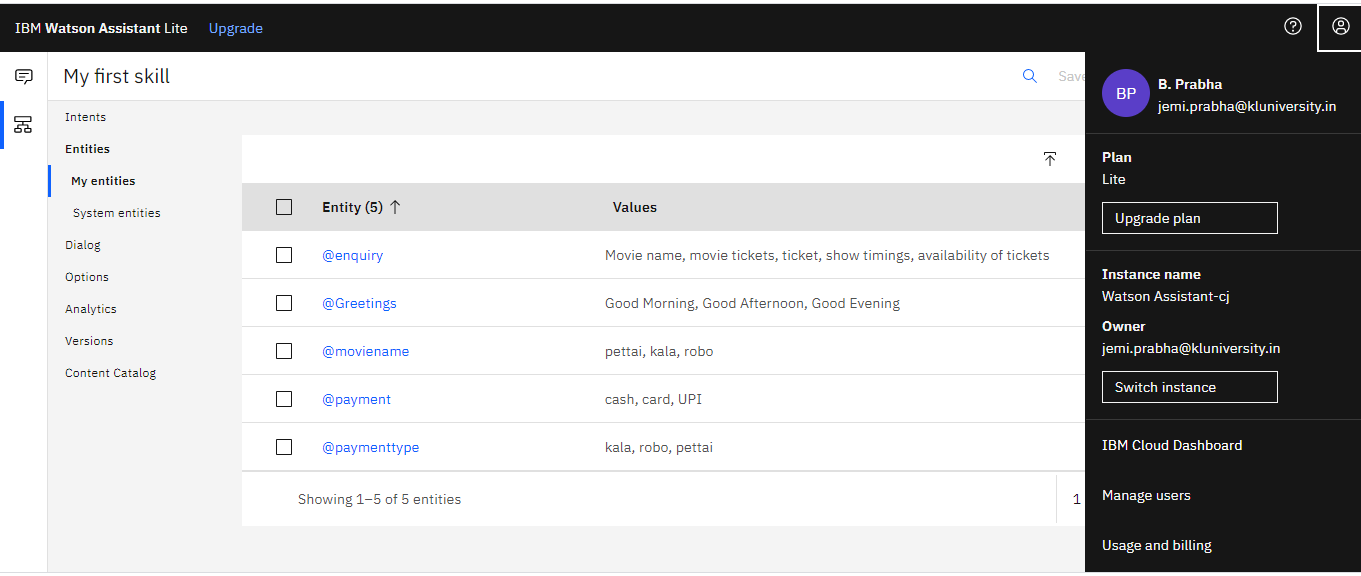 IBM Watson Assistant Lite Upgrade
My first skill
Save
Intents
Entities
My entities
System entities
Dialog
Options
Analytics
Versions
Content Catalog
Entity (5) Values
@enquiry Movie name, movie tickets, ticket, show timings, availability of tickets
@Greetings Good Morning, Good Afternoon, Good Evening
@moviename pettai, kala, robo
@payment cash, card, UPI
@paymenttype kala, robo, pettai
Showing 1–5 of 5 entities 1
BP
B. Prabha
jemi.prabha@kluniversity.in
Plan
Lite
Upgrade plan
Instance name
Watson Assistant-cj
Owner
jemi.prabha@kluniversity.in
Switch instance
IBM Cloud Dashboard
Manage users
Usage and billing